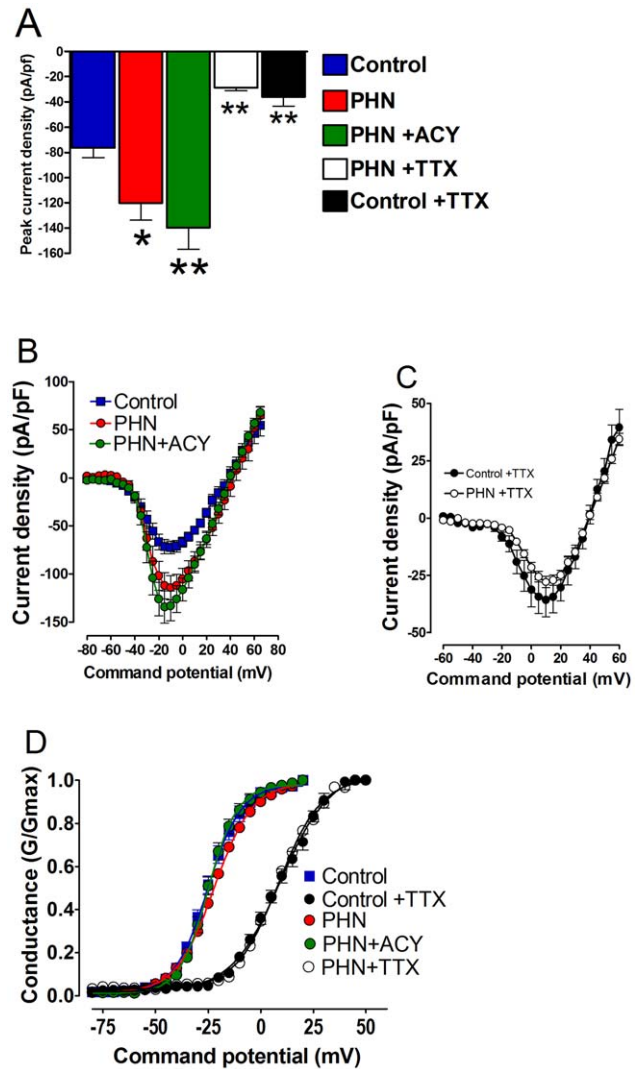 A
Peak current density (pA/pf)
0
-20
-40
-60
-80
-100
-120
-140
-160
*
**
**
**
Control
PHN
PHN +ACY
PHN +TTX
Control +TTX
B
Current density (pA/pF)
100
50
0
-50
-100
-150
Control
PHN
PHN+ACY
-80 -60 -40 -20 0 20 40 60 80
Command potential (mV)
C
Current density (pA/pF)
50
25
0
-25
-50
Control +TTX
PHN +TTX
-60 -40 -20 0 20 40 60
Command potential (mV)
D
Conductance (G/Gmax)
1.0
0.8
0.6
0.4
0.2
0.0
Control
Control +TTX
PHN
PHN+ACY
PHN+TTX
-75 -50 -25 0 25 50
Command potential (mV)